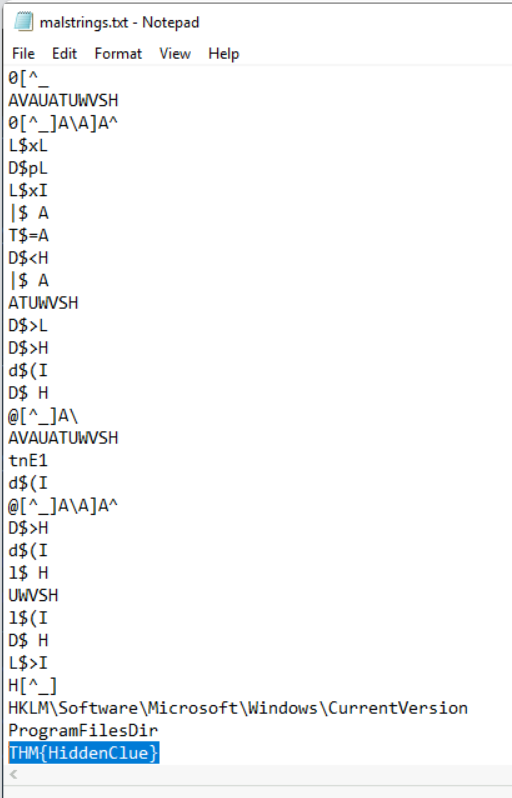 malstrings.txt - Notepad
File Edit Format View Help
0[^_
AVAUATUWVSH
0[^_]A\A]A^
L$xL
D$pL
L$xI
|$ A
T$=A
D$<H
|$ A
ATUWVSH
D$>L
D$>H
d$(I
D$ H
@[^_]A\
AVAUATUWVSH
tnE1
d$(I
@[^_]A\A]A^
D$>H
d$(I
l$ H
UWVSH
l$(I
D$ H
L$>I
H[^_]
HKLM\Software\Microsoft\Windows\CurrentVersion
ProgramFilesDir
THM{HiddenClue}